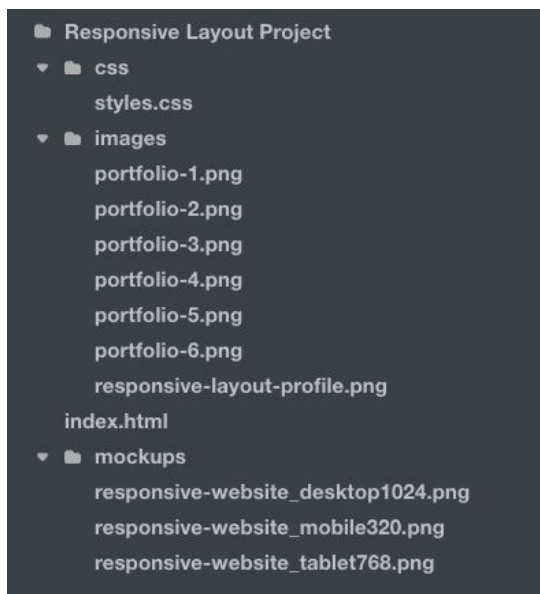 Responsive Layout Project
css
styles.css
images
portfolio-1.png
portfolio-2.png
portfolio-3.png
portfolio-4.png
portfolio-5.png
portfolio-6.png
responsive-layout-profile.png
index.html
mockups
responsive-website_desktop1024.png
responsive-website_mobile320.png
responsive-website_tablet768.png